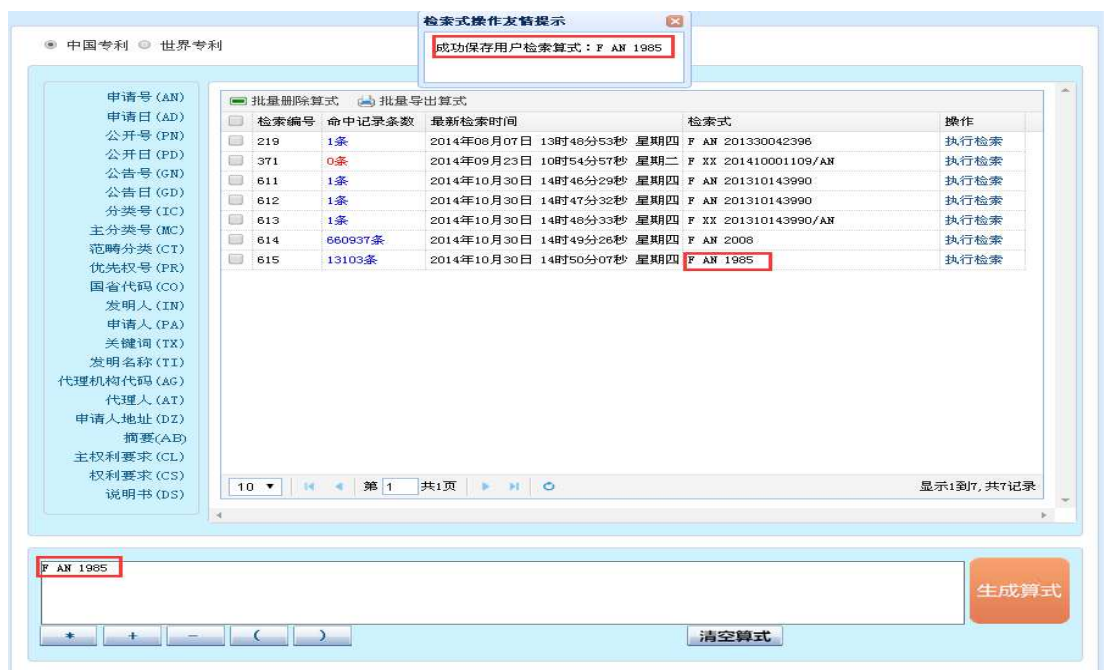 检索式操作友情提示
成功保存用户检索算式：F AN 1985
中国专利 世界专利
申请号(AN)
申请日(AD)
公开号(PN)
公开日(PD)
公告号(GN)
公告日(GD)
分类号(IC)
主分类号(MC)
范畴分类(CT)
优先权号(PR)
国省代码(CO)
发明人(IN)
申请人(PA)
关键词(TX)
发明名称(TI)
代理机构代码(AG)
代理人(AT)
申请人地址(DZ)
摘要(AB)
主权利要求(CL)
权利要求(CS)
说明书(DS)
批量删除算式 批量导出算式
检索编号 命中记录条数 最新检索时间 检索式 操作
219 1条 2014年08月07日 13时48分53秒 星期四 F AN 201330042396 执行检索
371 0条 2014年09月23日 10时54分57秒 星期二 F XX 201410001109/AN 执行检索
611 1条 2014年10月30日 14时46分29秒 星期四 F AN 201310143990 执行检索
612 1条 2014年10月30日 14时47分32秒 星期四 F AN 201310143990 执行检索
613 1条 2014年10月30日 14时48分33秒 星期四 F XX 201310143990/AN 执行检索
614 660937条 2014年10月30日 14时49分26秒 星期四 F AN 2008 执行检索
615 13103条 2014年10月30日 14时50分07秒 星期四 F AN 1985 执行检索
10 第 1 共1页 显示1到7,共7记录
F AN 1985
生成算式
* + - ( ) 清空算式